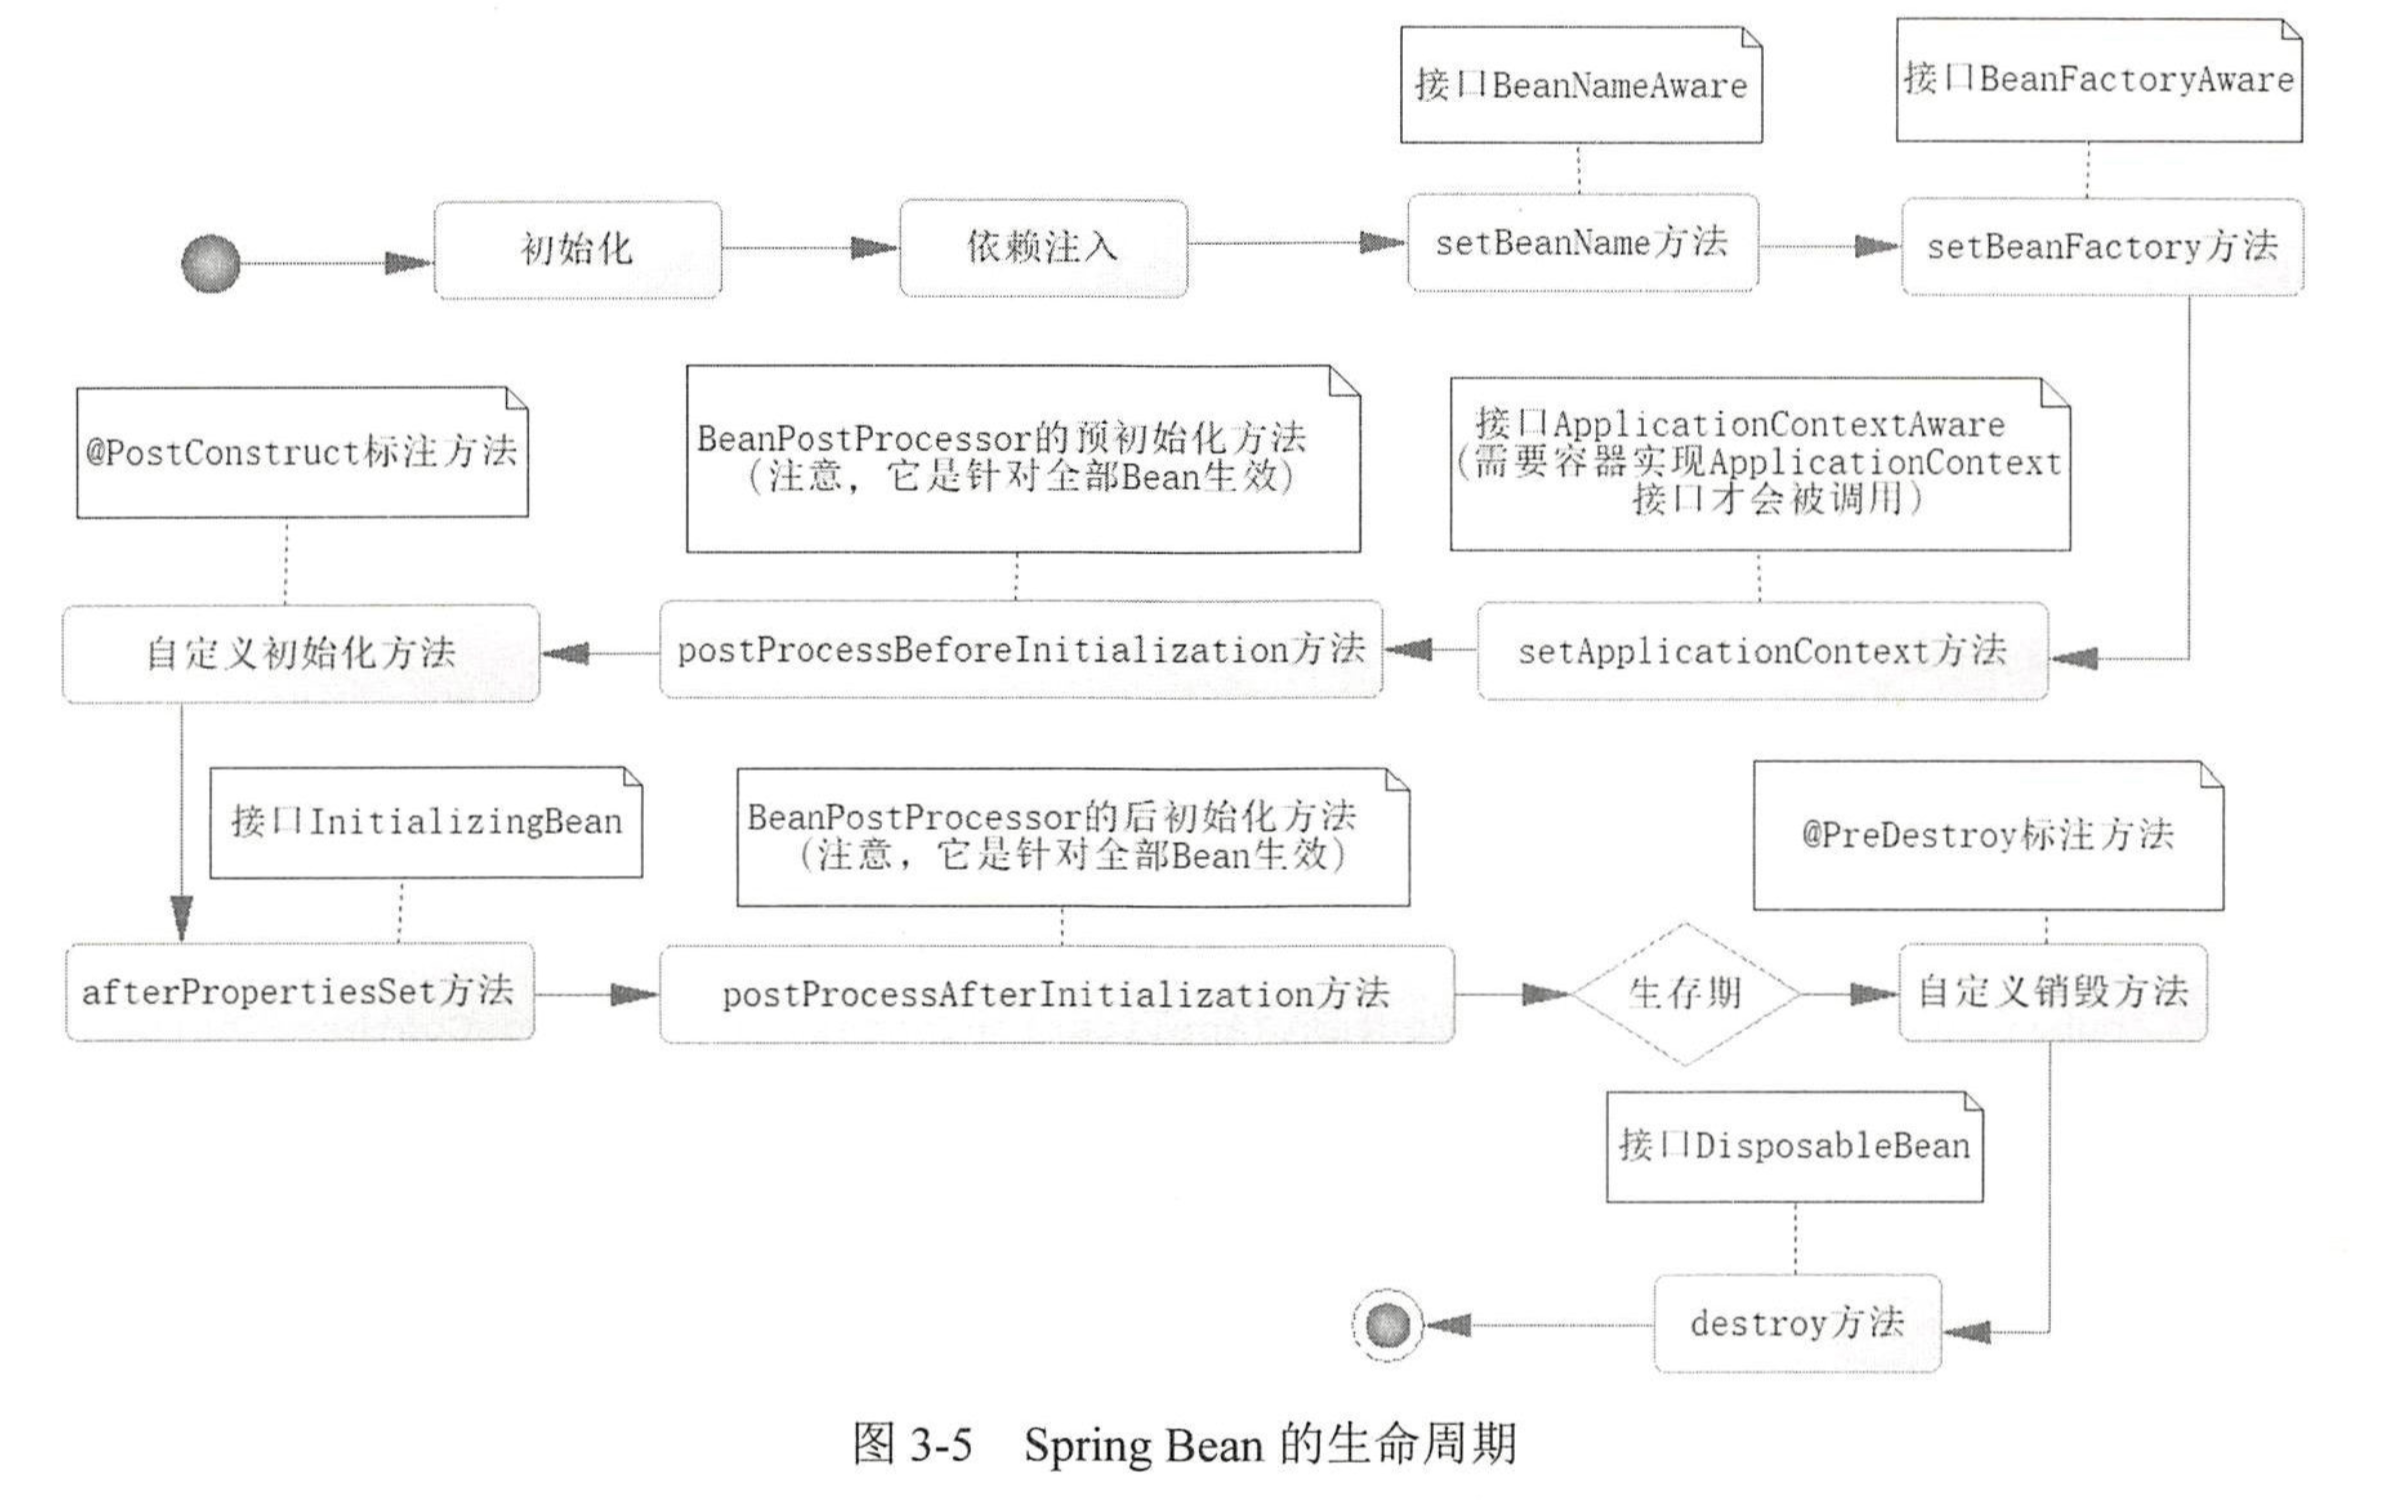 接口BeanNameAware
接口BeanFactoryAware
初始化
依赖注入
setBeanName方法
setBeanFactory方法
@PostConstruct标注方法
BeanPostProcessor的预初始化方法
(注意，它是针对全部Bean生效)
接口ApplicationContextAware
(需要容器实现ApplicationContext
接口才会被调用)
自定义初始化方法
postProcessBeforeInitialization方法
setApplicationContext方法
接口InitializingBean
BeanPostProcessor的后初始化方法
(注意，它是针对全部Bean生效)
@PreDestroy标注方法
afterPropertiesSet方法
postProcessAfterInitialization方法
生存期
自定义销毁方法
接口DisposableBean
destroy方法
图 3-5 Spring Bean 的生命周期